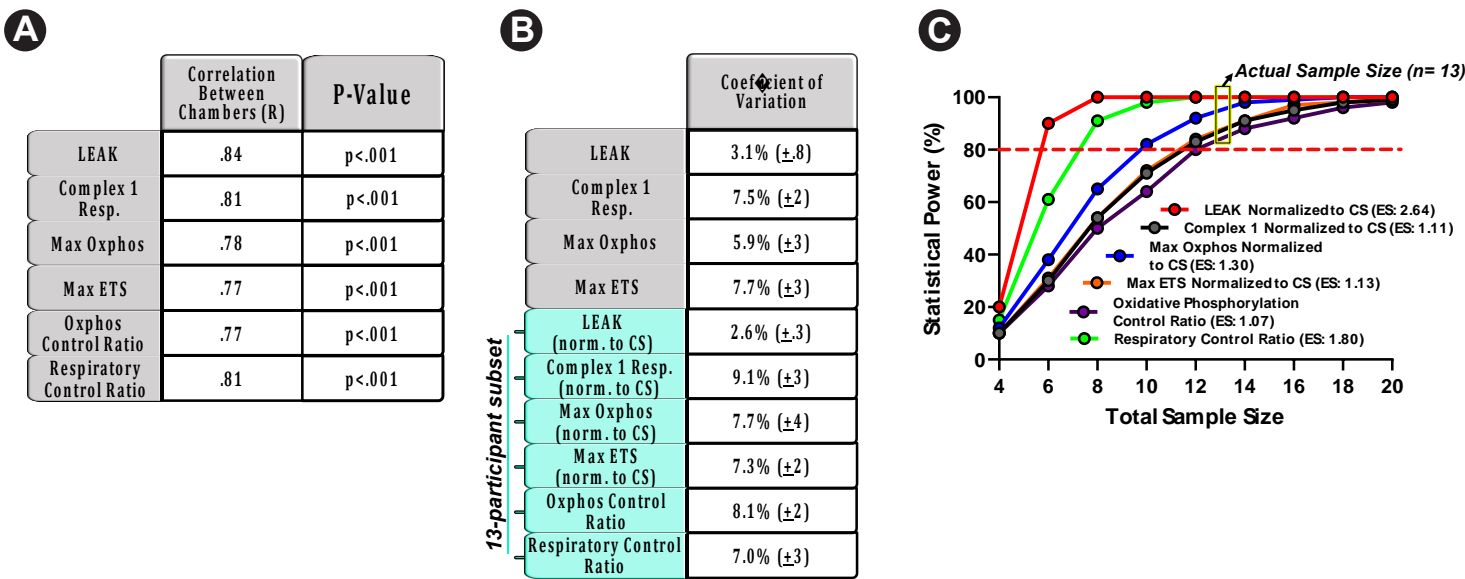 A
Correlation
Between
Chambers (R)
P-Value
LEAK
.84
p<.001
Complex 1
Resp.
.81
p<.001
Max Oxphos
.78
p<.001
Max ETS
.77
p<.001
Oxphos
Control Ratio
.77
p<.001
Respiratory
Control Ratio
.81
p<.001
B
Coef�cient of
Variation
LEAK
3.1% (±.8)
Complex 1
Resp.
7.5% (±2)
Max Oxphos
5.9% (±3)
Max ETS
7.7% (±3)
13-participant subset
LEAK
(norm. to CS)
2.6% (±.3)
Complex 1 Resp.
(norm. to CS)
9.1% (±3)
Max Oxphos
(norm. to CS)
7.7% (±4)
Max ETS
(norm. to CS)
7.3% (±2)
Oxphos Control
Ratio
8.1% (±2)
Respiratory Control
Ratio
7.0% (±3)
C
Actual Sample Size (n= 13)
Statistical Power (%)
100
80
60
40
20
0
LEAK Normalized to CS (ES: 2.64)
Complex 1 Normalized to CS (ES: 1.11)
Max Oxphos Normalized
to CS (ES: 1.30)
Max ETS Normalized to CS (ES: 1.13)
Oxidative Phosphorylation
Control Ratio (ES: 1.07)
Respiratory Control Ratio (ES: 1.80)
4 6 8 10 12 14 16 18 20
Total Sample Size